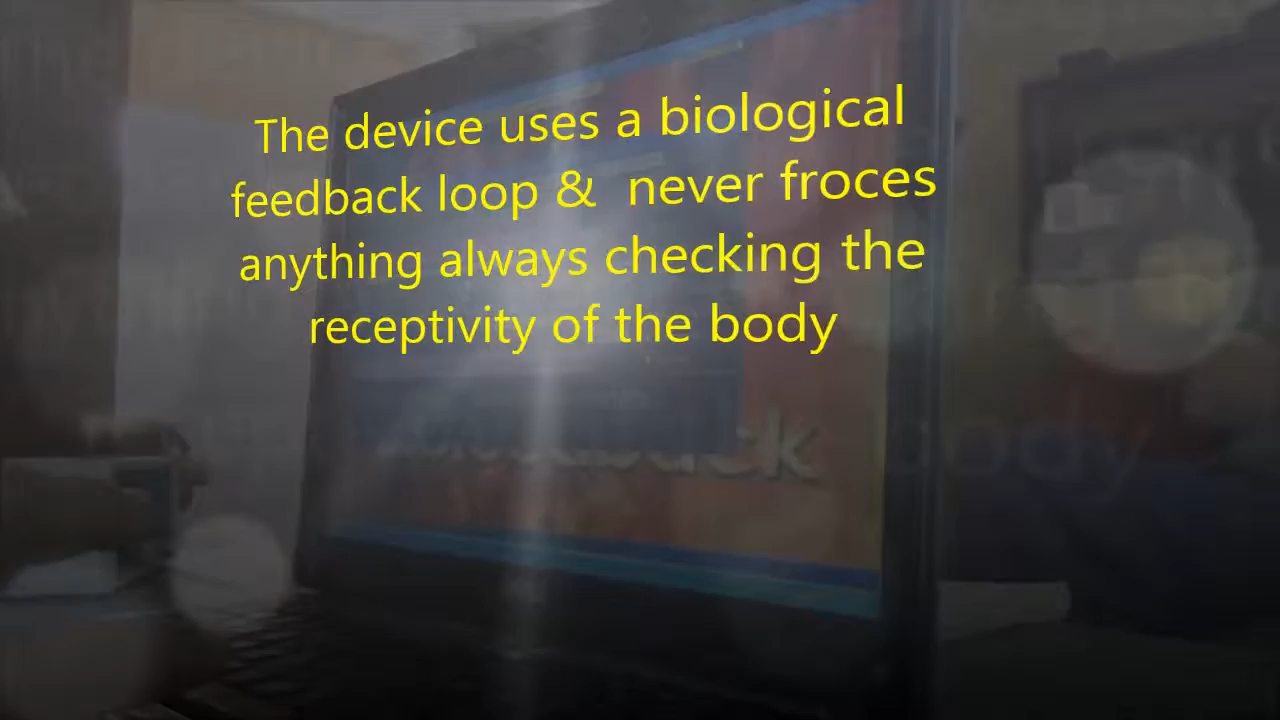 The device uses a biological
feedback loop & never froces
anything always checking the
receptivity of the body